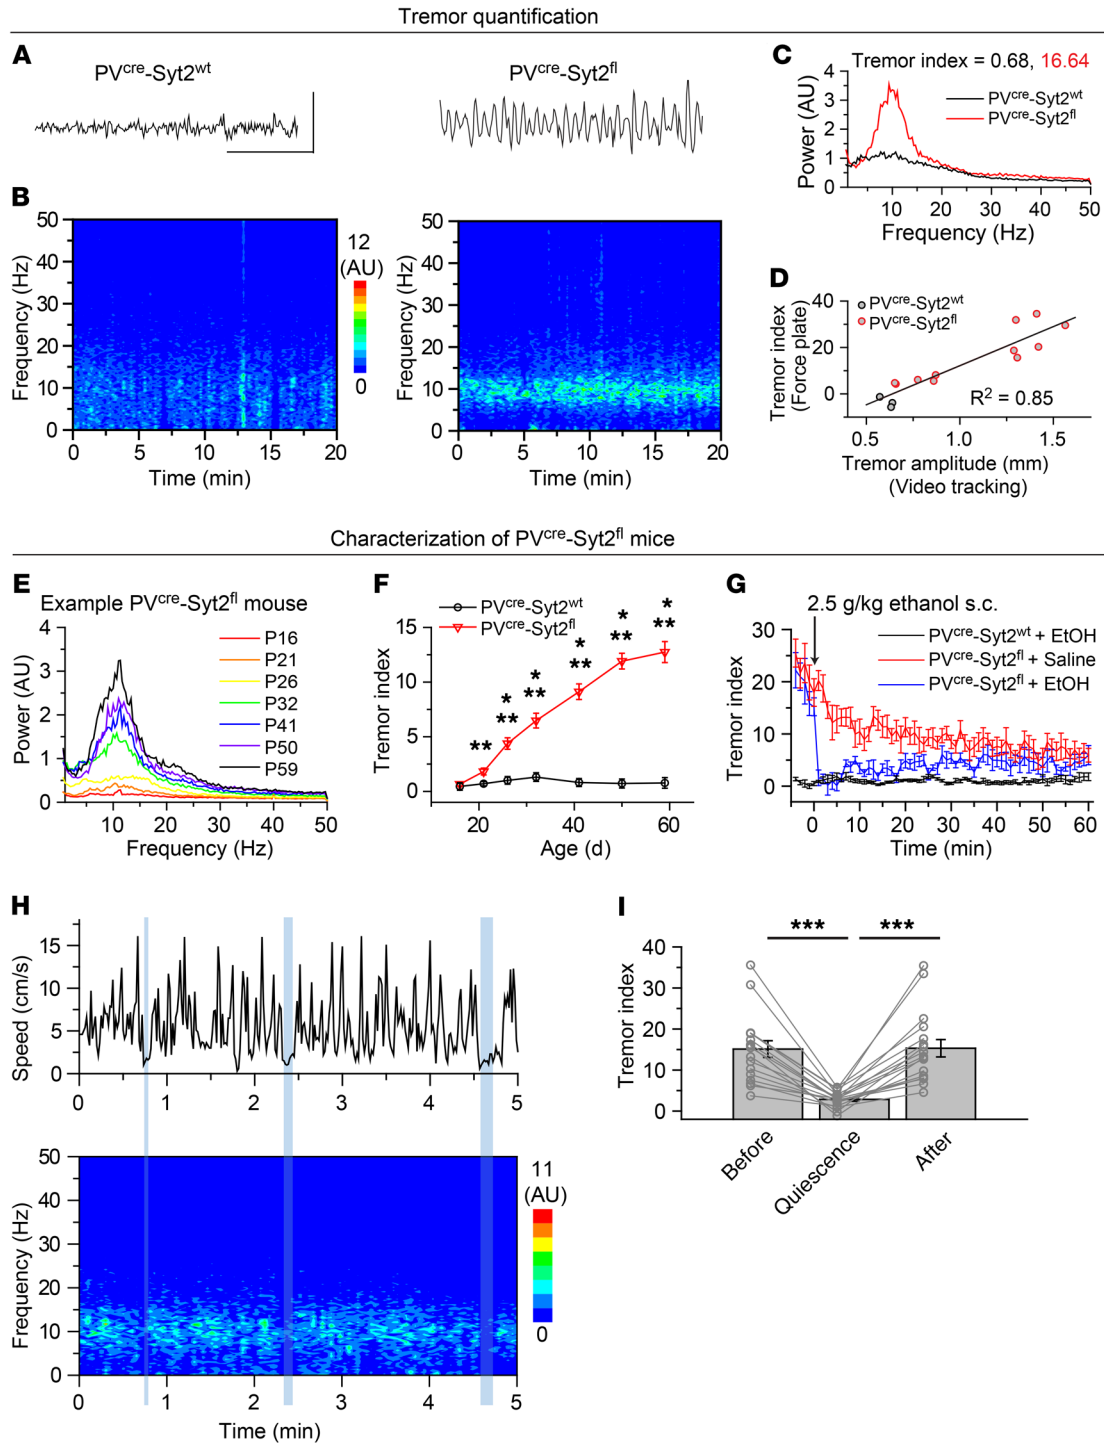 Tremor quantification
A
PVcre-Syt2wt
PVcre-Syt2fl
B
Frequency (Hz)
50
40
30
20
10
0
0
5
10
15
20
Time (min)
12
(AU)
0
Frequency (Hz)
50
40
30
20
10
0
0
5
10
15
20
Time (min)
C
Tremor index = 0.68, 16.64
Power (AU)
4
3
2
1
0
PVcre-Syt2wt
PVcre-Syt2fl
0
10
20
30
40
50
Frequency (Hz)
D
Tremor index
(Force plate)
40
20
0
PVcre-Syt2wt
PVcre-Syt2fl
R2 = 0.85
0.5
1.0
1.5
Tremor amplitude (mm)
(Video tracking)
Characterization of PVcre-Syt2fl mice
E
Example PVcre-Syt2fl mouse
Power (AU)
4
3
2
1
0
P16
P21
P26
P32
P41
P50
P59
0
10
20
30
40
50
Frequency (Hz)
F
PVcre-Syt2wt
PVcre-Syt2fl
Tremor index
15
10
5
0
**
*
**
*
**
*
**
*
**
*
**
20
40
60
Age (d)
G
2.5 g/kg ethanol s.c.
PVcre-Syt2wt + EtOH
PVcre-Syt2fl + Saline
PVcre-Syt2fl + EtOH
Tremor index
30
20
10
0
0
10
20
30
40
50
60
Time (min)
H
Speed (cm/s)
15
10
5
0
0
1
2
3
4
5
Frequency (Hz)
50
40
30
20
10
0
0
1
2
3
4
5
Time (min)
11
(AU)
0
I
***
***
Tremor index
40
30
20
10
0
Before
Quiescence
After